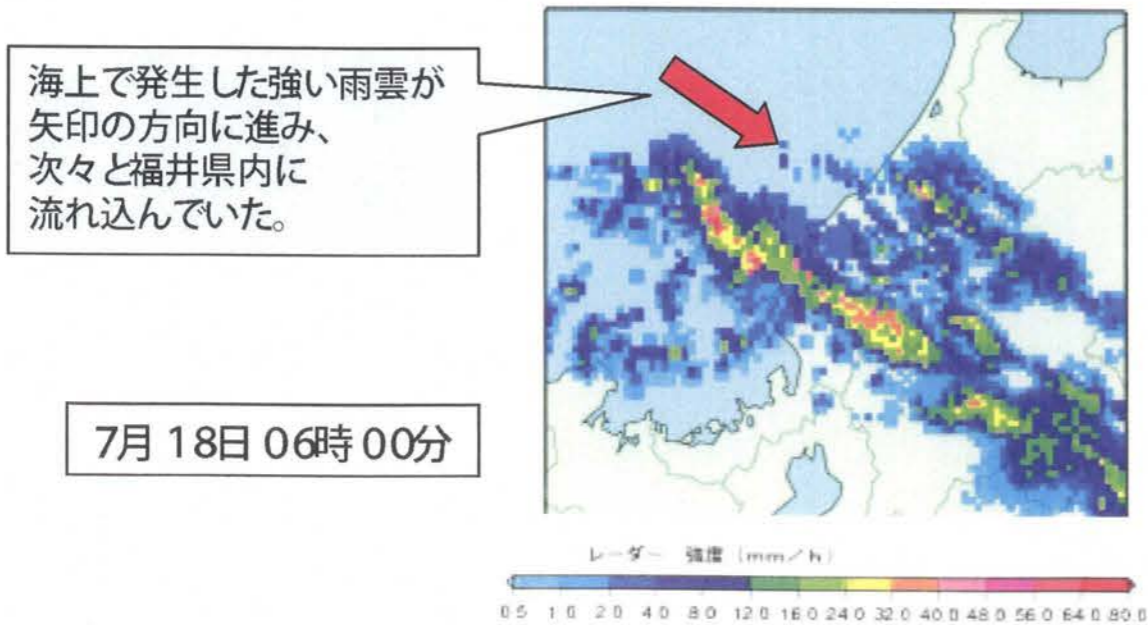 海上で発生した強い雨雲が
矢印の方向に進み、
次々と福井県内に
流れ込んでいた。
7月18日06時00分
レーダー 強度 (mm/h)
0.5 1.0 2.0 4.0 8.0 12.0 16.0 24.0 32.0 40.0 48.0 56.0 64.0 80.0